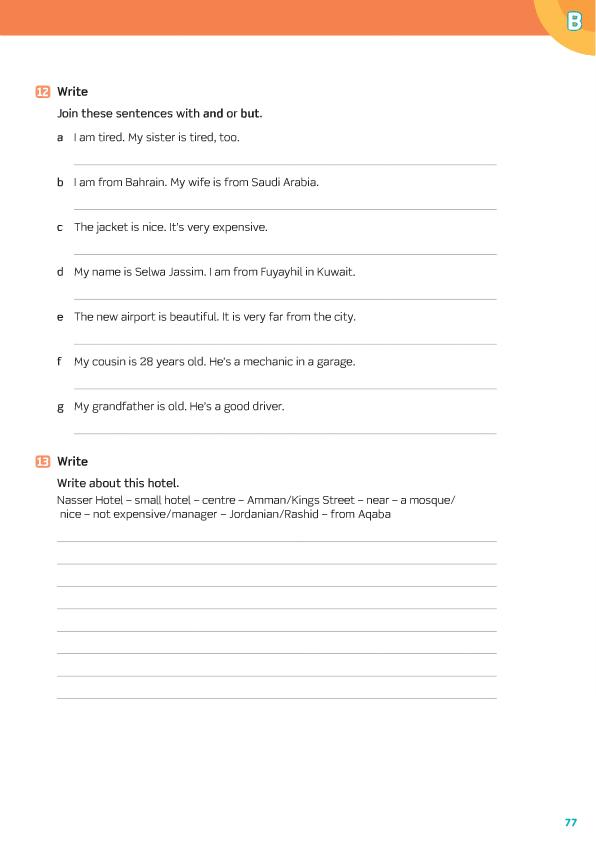 B
12 Write
Join these sentences with and or but.
a I am tired. My sister is tired, too.
b I am from Bahrain. My wife is from Saudi Arabia.
c The jacket is nice. It's very expensive.
d My name is Selwa Jassim. I am from Fuyayhil in Kuwait.
e The new airport is beautiful. It is very far from the city.
f My cousin is 28 years old. He's a mechanic in a garage.
g My grandfather is old. He's a good driver.
13 Write
Write about this hotel.
Nasser Hotel – small hotel – centre – Amman/Kings Street – near – a mosque/
nice – not expensive/manager – Jordanian/Rashid – from Aqaba
77